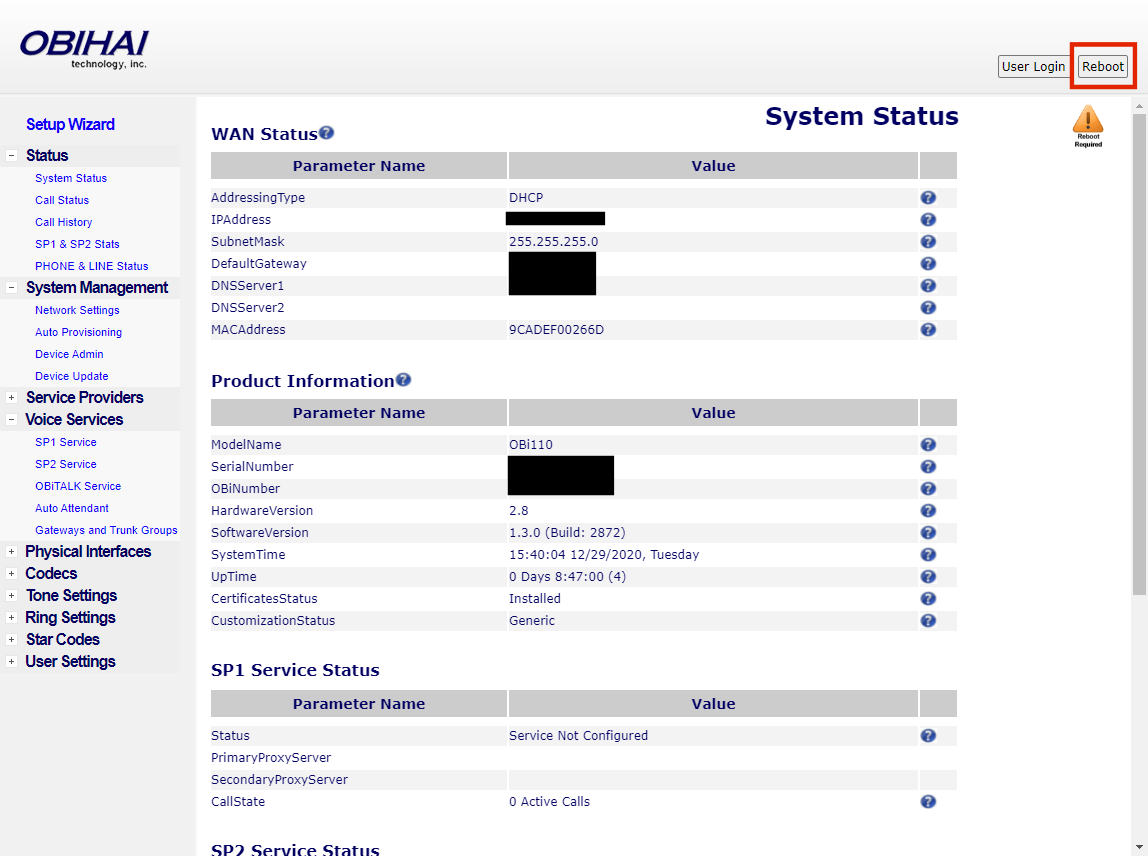 OBIHAI
technology, inc.
User Login Reboot
Setup Wizard
Status
System Status
Call Status
Call History
SP1 & SP2 Stats
PHONE & LINE Status
System Management
Network Settings
Auto Provisioning
Device Admin
Device Update
Service Providers
Voice Services
SP1 Service
SP2 Service
OBiTALK Service
Auto Attendant
Gateways and Trunk Groups
Physical Interfaces
Codecs
Tone Settings
Ring Settings
Star Codes
User Settings
System Status
Reboot
Required
WAN Status
Parameter Name Value
AddressingType DHCP
IPAddress
SubnetMask 255.255.255.0
DefaultGateway
DNSServer1
DNSServer2
MACAddress 9CADEF00266D
Product Information
Parameter Name Value
ModelName OBi110
SerialNumber
OBiNumber
HardwareVersion 2.8
SoftwareVersion 1.3.0 (Build: 2872)
SystemTime 15:40:04 12/29/2020, Tuesday
UpTime 0 Days 8:47:00 (4)
CertificatesStatus Installed
CustomizationStatus Generic
SP1 Service Status
Parameter Name Value
Status Service Not Configured
PrimaryProxyServer
SecondaryProxyServer
CallState 0 Active Calls
SP2 Service Status